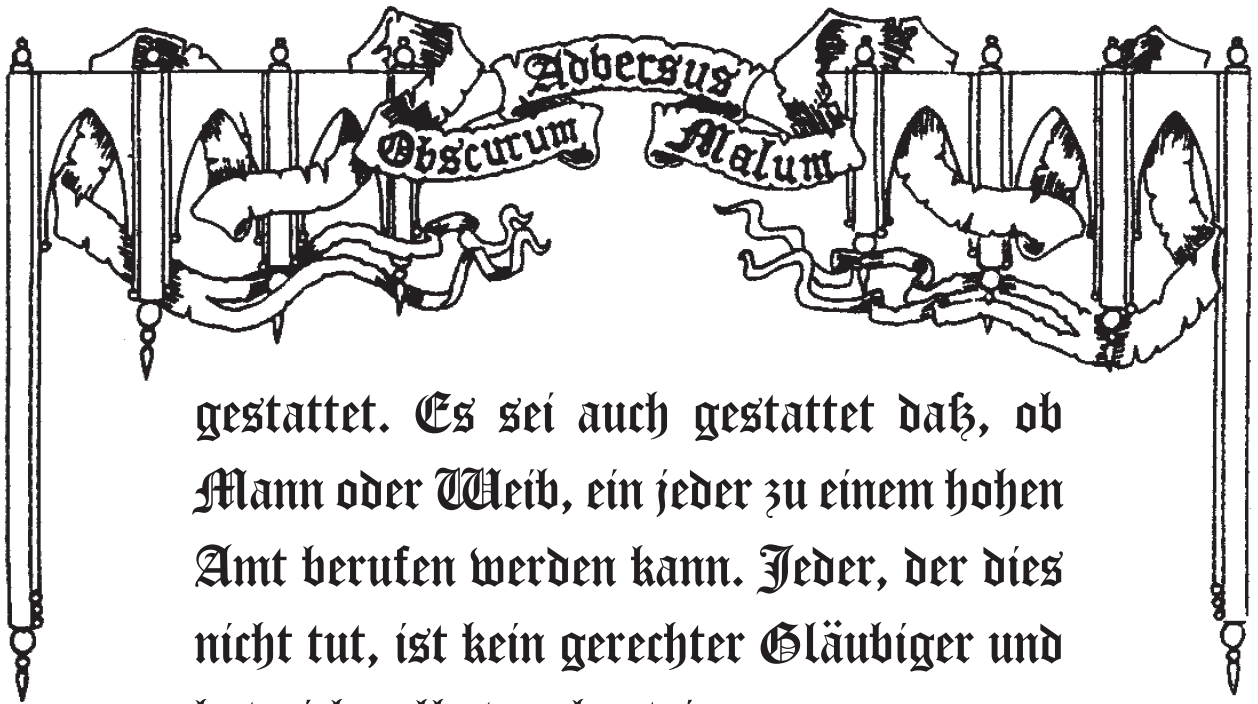 Adversus
Obscurum Malum
gestattet. Es sei auch gestattet daß, ob
Mann oder Weib, ein jeder zu einem hohen
Amt berufen werden kann. Jeder, der dies
nicht tut, ist kein gerechter Gläubiger und